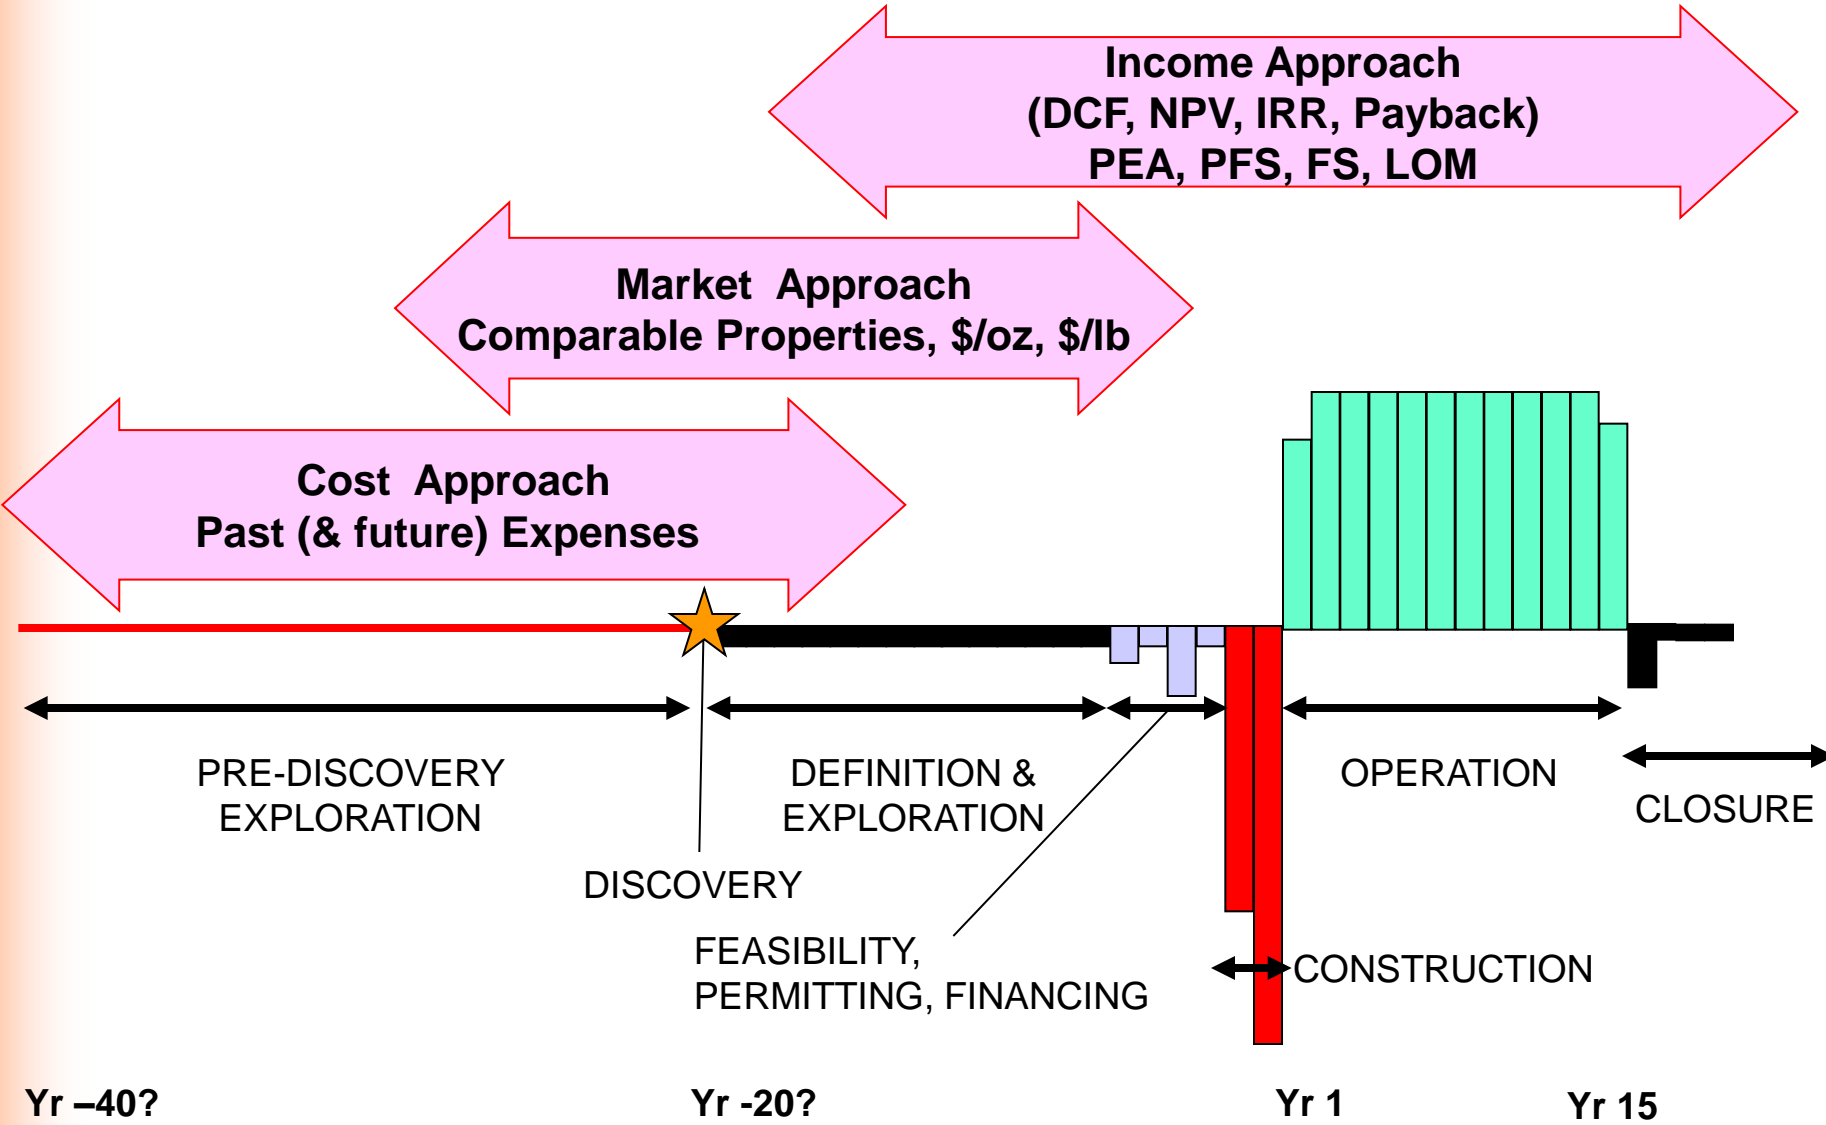 Income Approach
(DCF, NPV, IRR, Payback)
PEA, PFS, FS, LOM
Market Approach
Comparable Properties, $/oz, $/lb
Cost Approach
Past (& future) Expenses
PRE-DISCOVERY
EXPLORATION
DEFINITION &
EXPLORATION
OPERATION
CLOSURE
DISCOVERY
FEASIBILITY,
PERMITTING, FINANCING
CONSTRUCTION
Yr –40?
Yr -20?
Yr 1
Yr 15